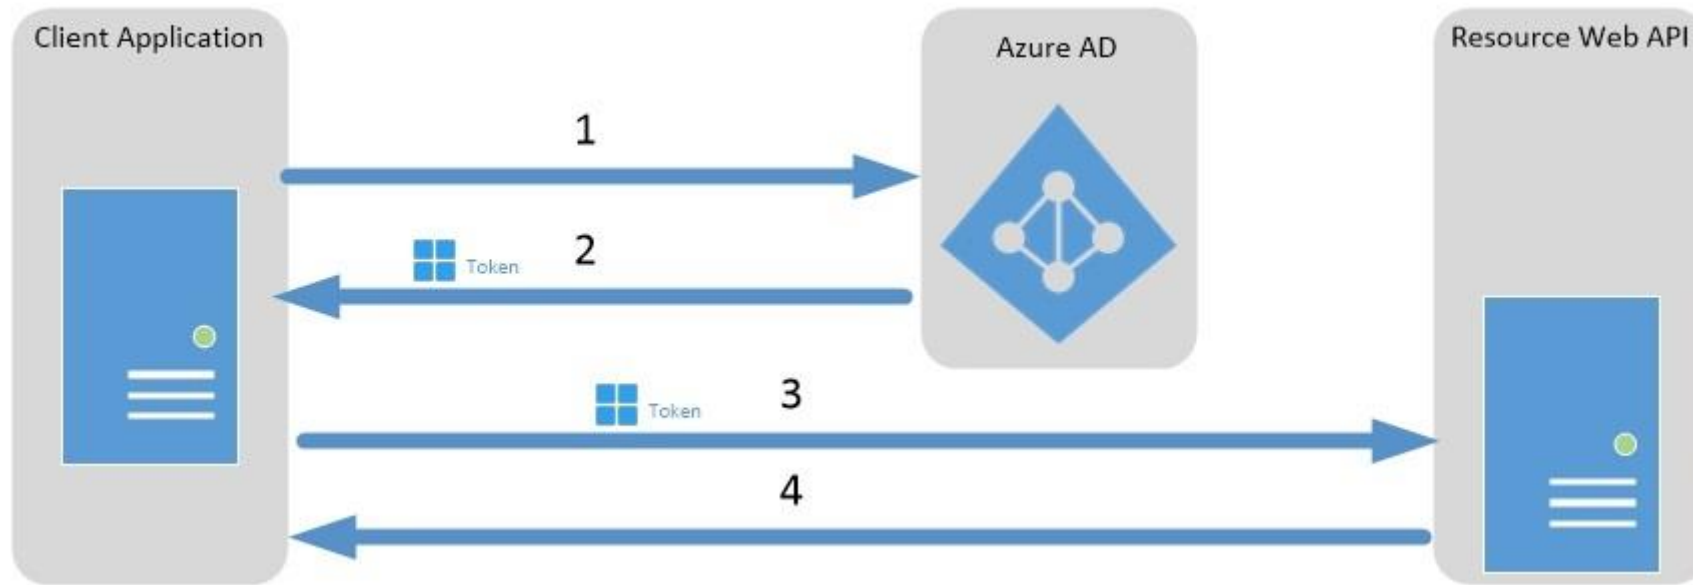 Client Application
Azure AD
Resource Web API
1
2
Token
3
Token
4